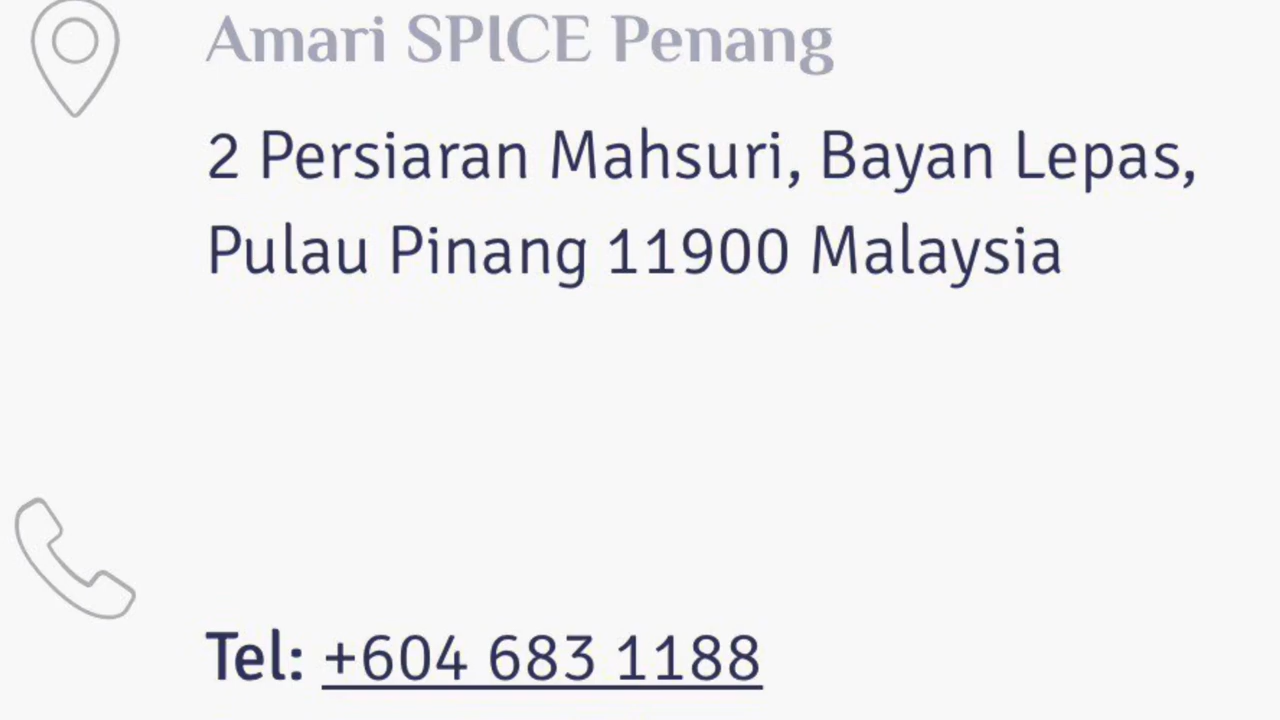 Amari SPICE Penang
2 Persiaran Mahsuri, Bayan Lepas,
Pulau Pinang 11900 Malaysia
Tel: +604 683 1188